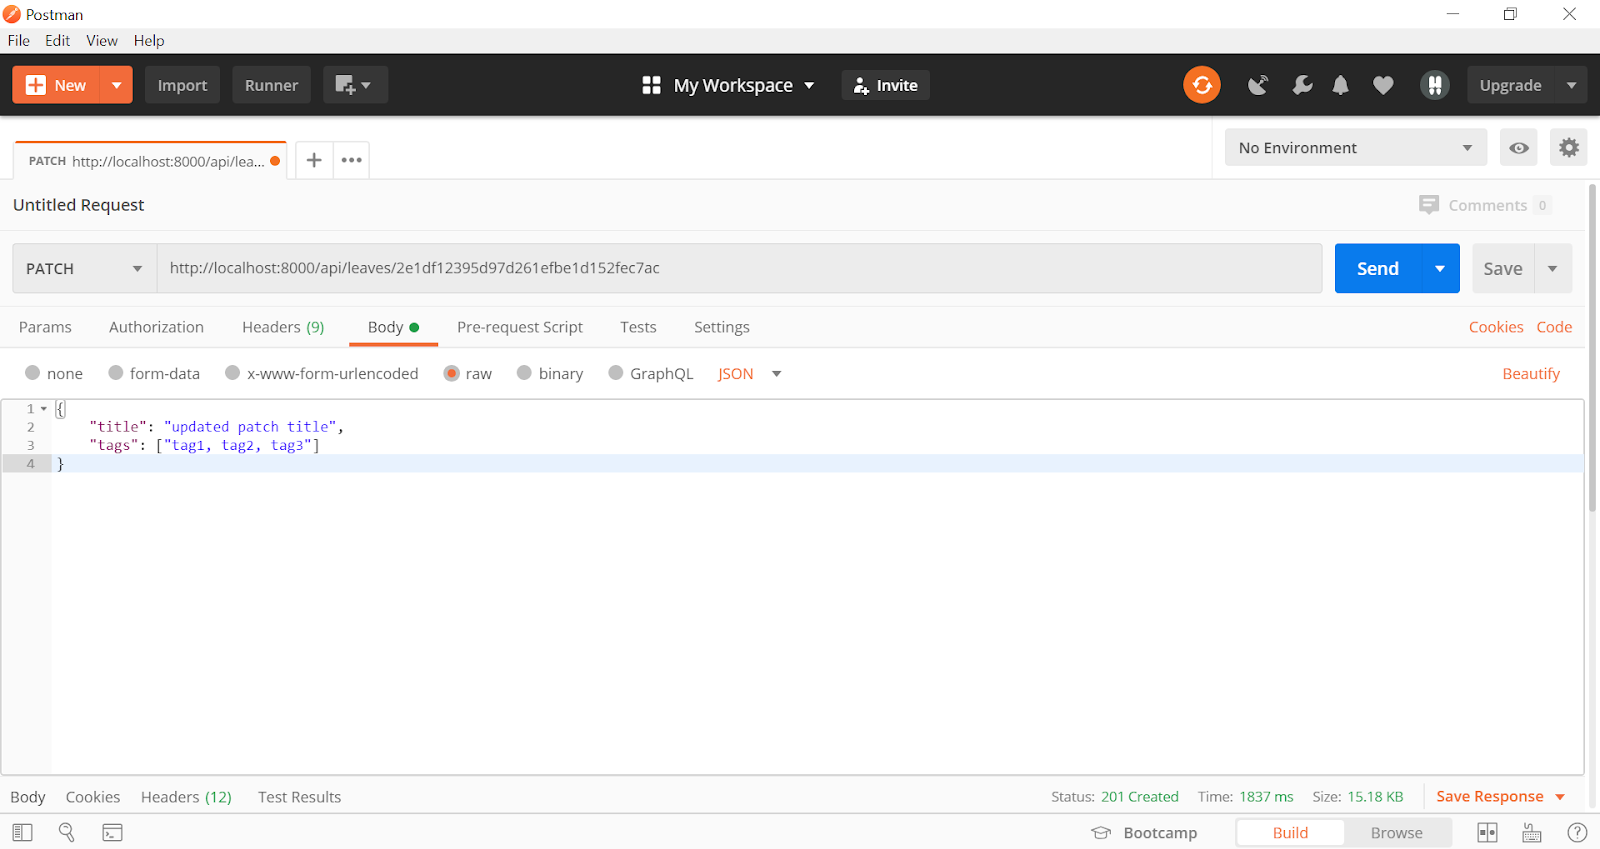 Postman
File Edit View Help
New Import Runner My Workspace Invite Upgrade
PATCH http://localhost:8000/api/lea... No Environment
Untitled Request Comments 0
PATCH http://localhost:8000/api/leaves/2e1df12395d97d261efbe1d152fec7ac Send Save
Params Authorization Headers (9) Body Pre-request Script Tests Settings Cookies Code
none form-data x-www-form-urlencoded raw binary GraphQL JSON Beautify
1 {
2 "title": "updated patch title",
3 "tags": ["tag1, tag2, tag3"]
4 }
Body Cookies Headers (12) Test Results Status: 201 Created Time: 1837 ms Size: 15.18 KB Save Response
Bootcamp Build Browse